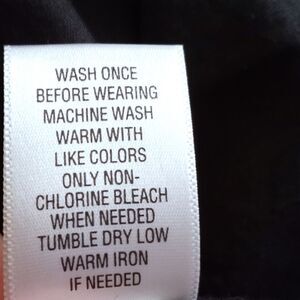 WASH ONCE
BEFORE WEARING
MACHINE WASH
WARM WITH
LIKE COLORS
ONLY NON-
CHLORINE BLEACH
WHEN NEEDED
TUMBLE DRY LOW
WARM IRON
IF NEEDED